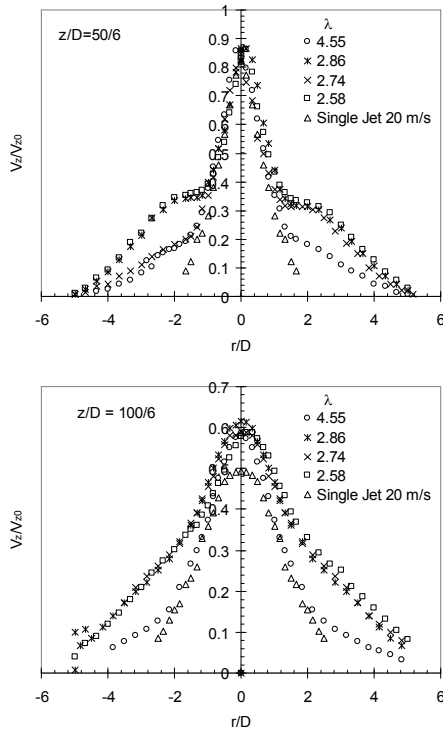 z/D=50/6
λ
4.55
2.86
2.74
2.58
Single Jet 20 m/s
Vz/Vz0
1
0.9
0.8
0.7
0.6
0.5
0.4
0.3
0.2
0.1
0
-6 -4 -2 0 2 4 6
r/D
z/D = 100/6
λ
4.55
2.86
2.74
2.58
Single Jet 20 m/s
Vz/Vz0
0.7
0.6
0.5
0.4
0.3
0.2
0.1
0.0
-6 -4 -2 0 2 4 6
r/D